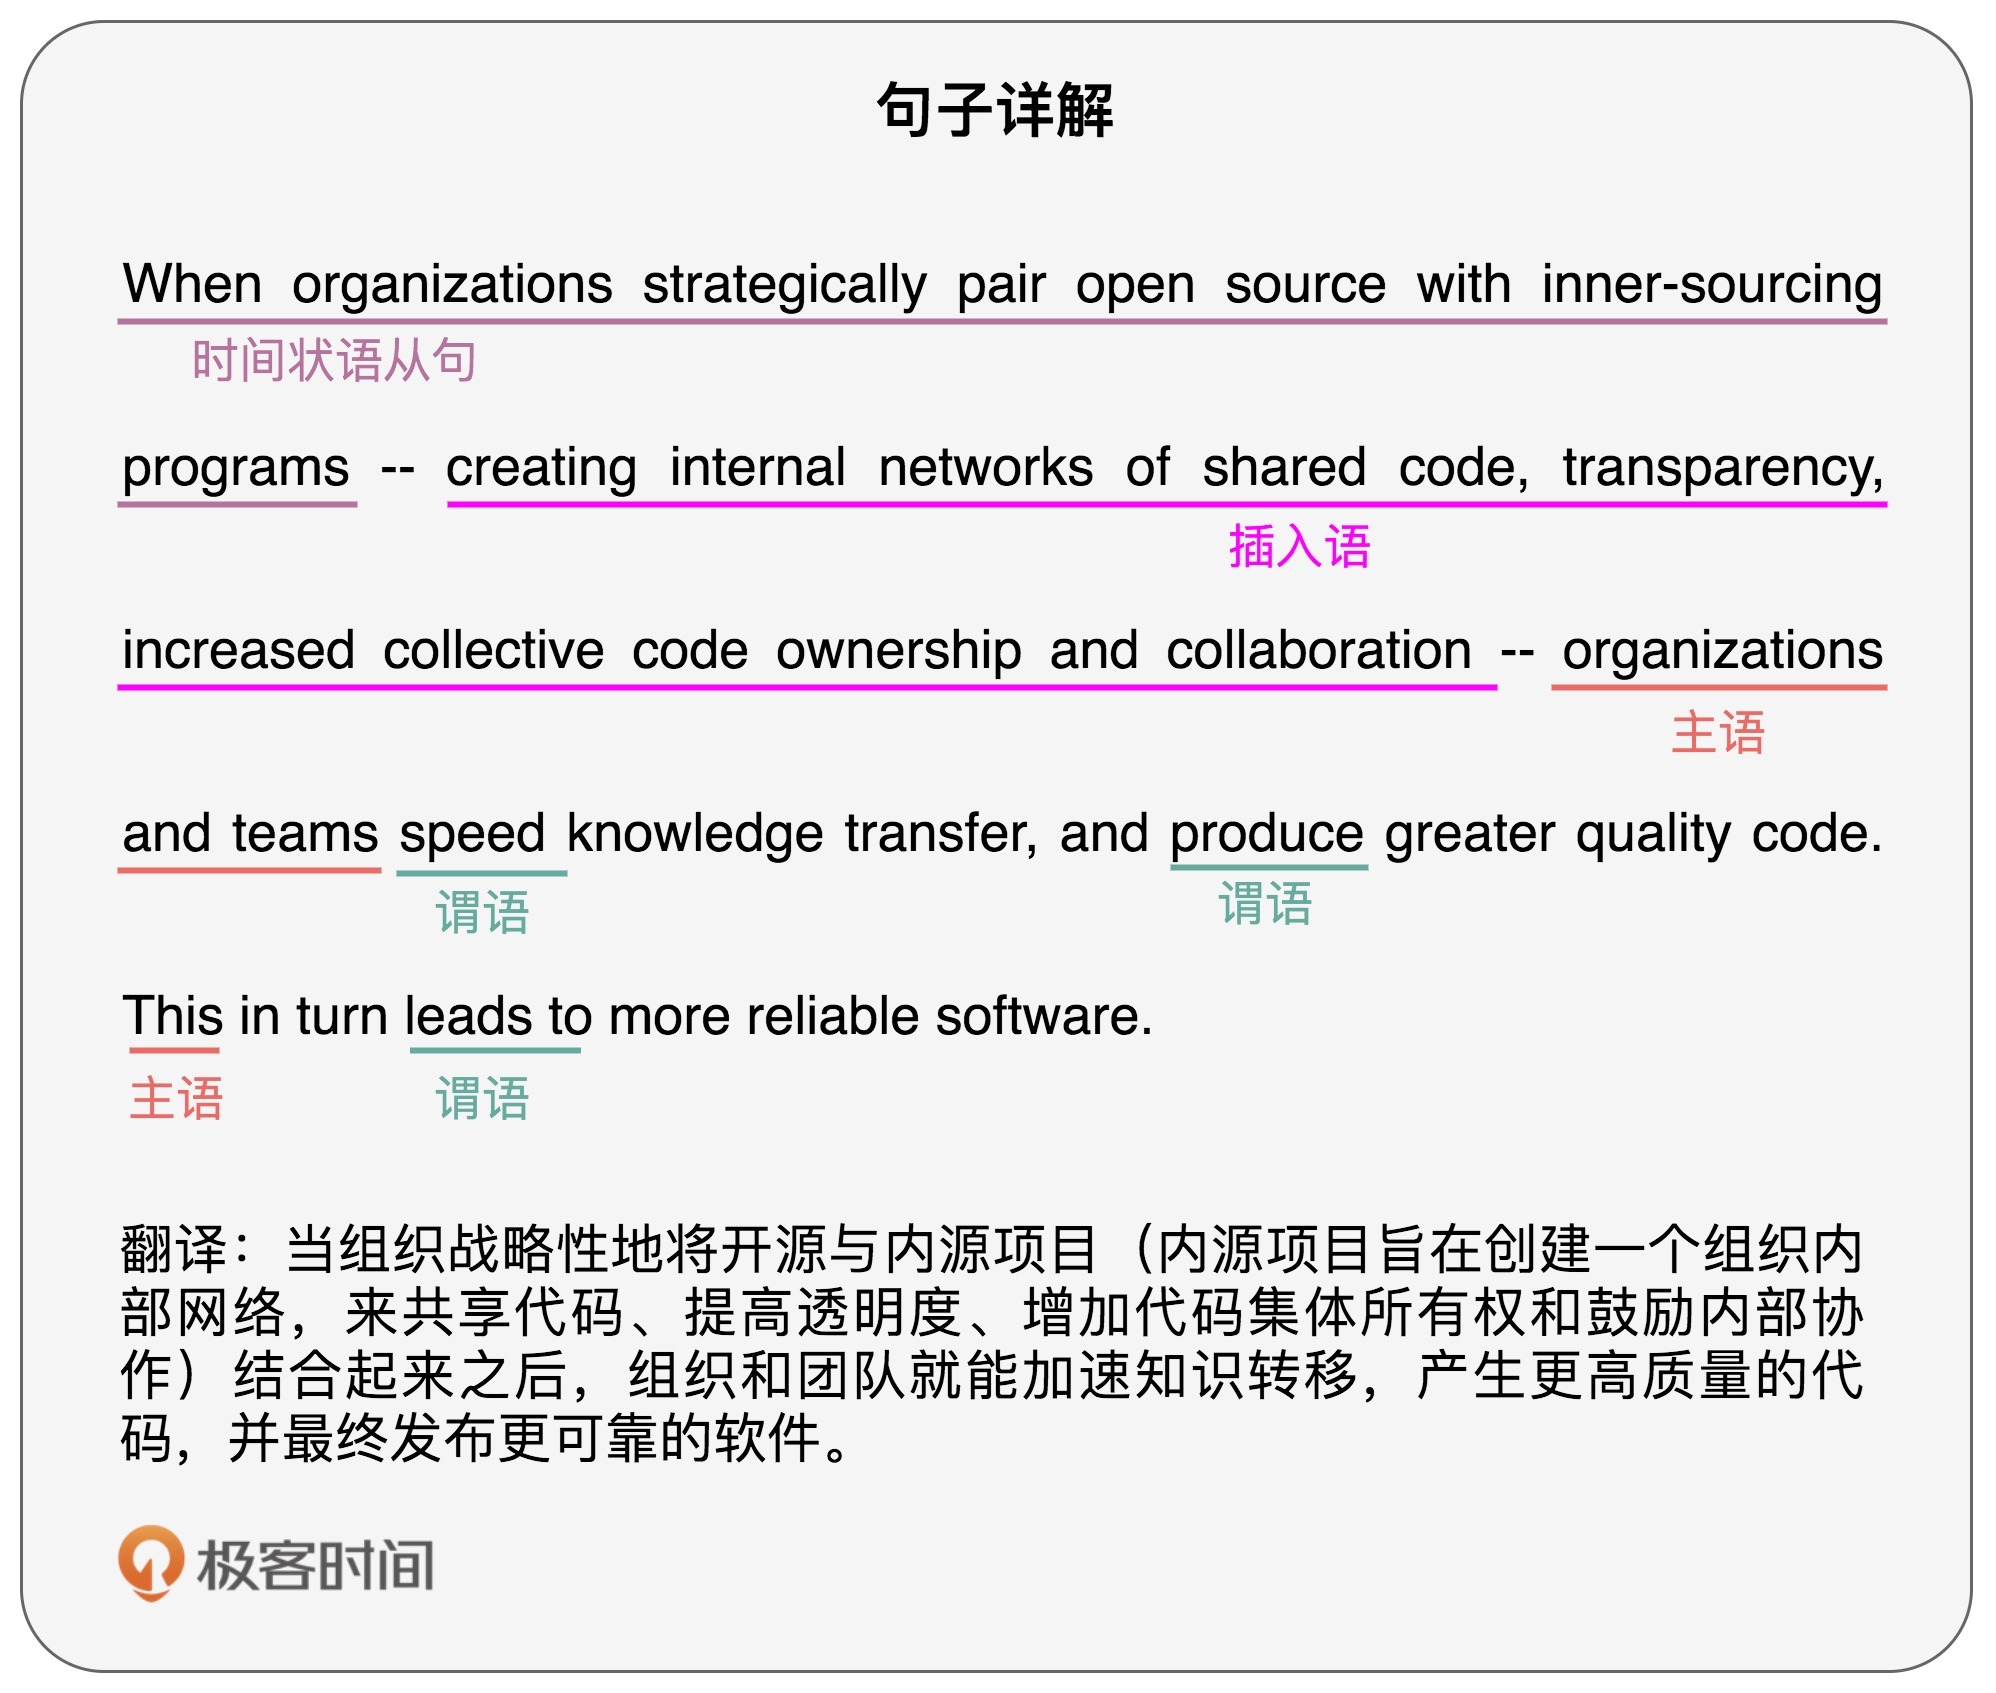 句子详解
When organizations strategically pair open source with inner-sourcing
时间状语从句
programs -- creating internal networks of shared code, transparency,
插入语
increased collective code ownership and collaboration -- organizations
主语
and teams speed knowledge transfer, and produce greater quality code.
谓语 谓语
This in turn leads to more reliable software.
主语 谓语
翻译：当组织战略性地将开源与内源项目（内源项目旨在创建一个组织内
部网络，来共享代码、提高透明度、增加代码集体所有权和鼓励内部协
作）结合起来之后，组织和团队就能加速知识转移，产生更高质量的代
码，并最终发布更可靠的软件。
极客时间